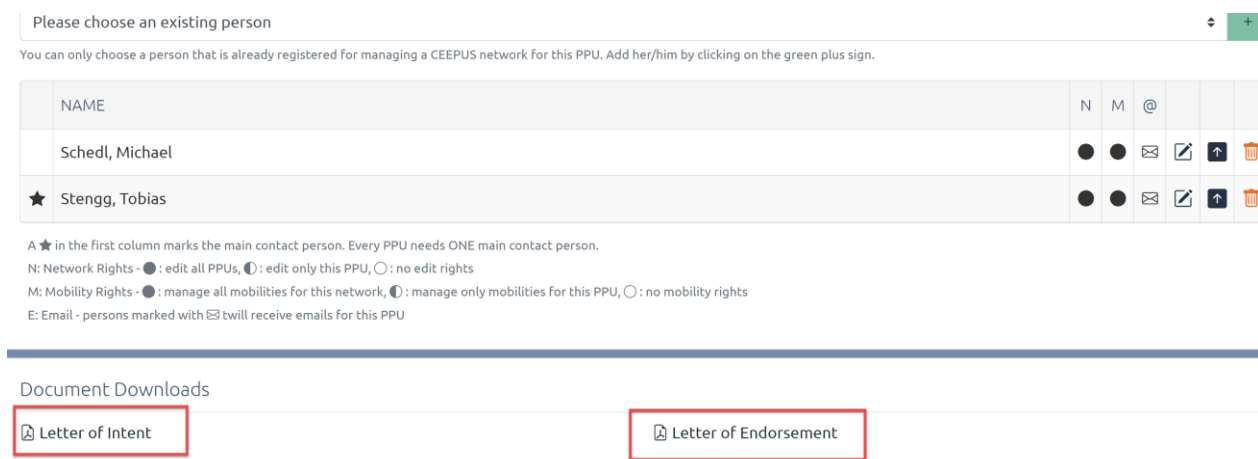 Please choose an existing person
You can only choose a person that is already registered for managing a CEEPUS network for this PPU. Add her/him by clicking on the green plus sign.
NAME N M @
Schedl, Michael
★ Stengg, Tobias
A ★ in the first column marks the main contact person. Every PPU needs ONE main contact person.
N: Network Rights - ● : edit all PPUs, ◐ : edit only this PPU, ○ : no edit rights
M: Mobility Rights - ● : manage all mobilities for this network, ◐ : manage only mobilities for this PPU, ○ : no mobility rights
E: Email - persons marked with ✉ twill receive emails for this PPU
Document Downloads
Letter of Intent
Letter of Endorsement